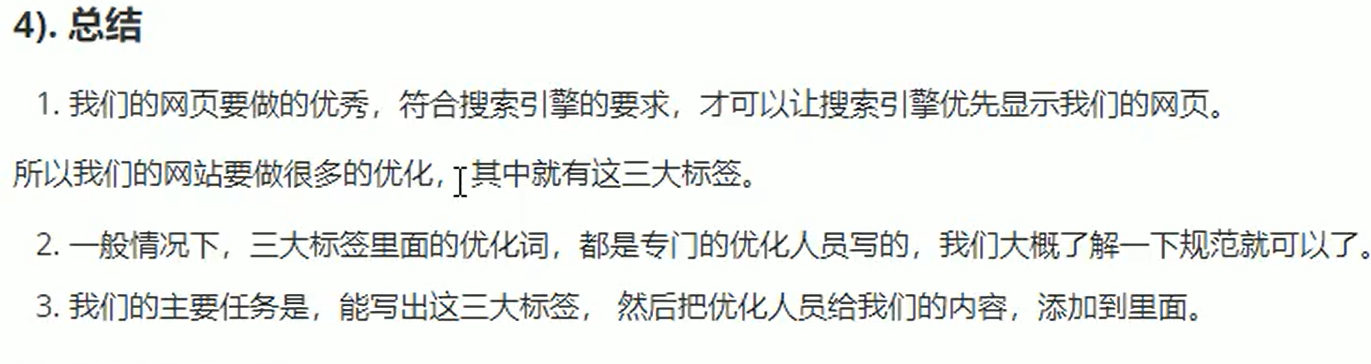 4). 总结
1. 我们的网页要做的优秀，符合搜索引擎的要求，才可以让搜索引擎优先显示我们的网页。
所以我们的网站要做很多的优化， 其中就有这三大标签。
2. 一般情况下，三大标签里面的优化词，都是专门的优化人员写的，我们大概了解一下规范就可以了。
3. 我们的主要任务是，能写出这三大标签， 然后把优化人员给我们的内容，添加到里面。